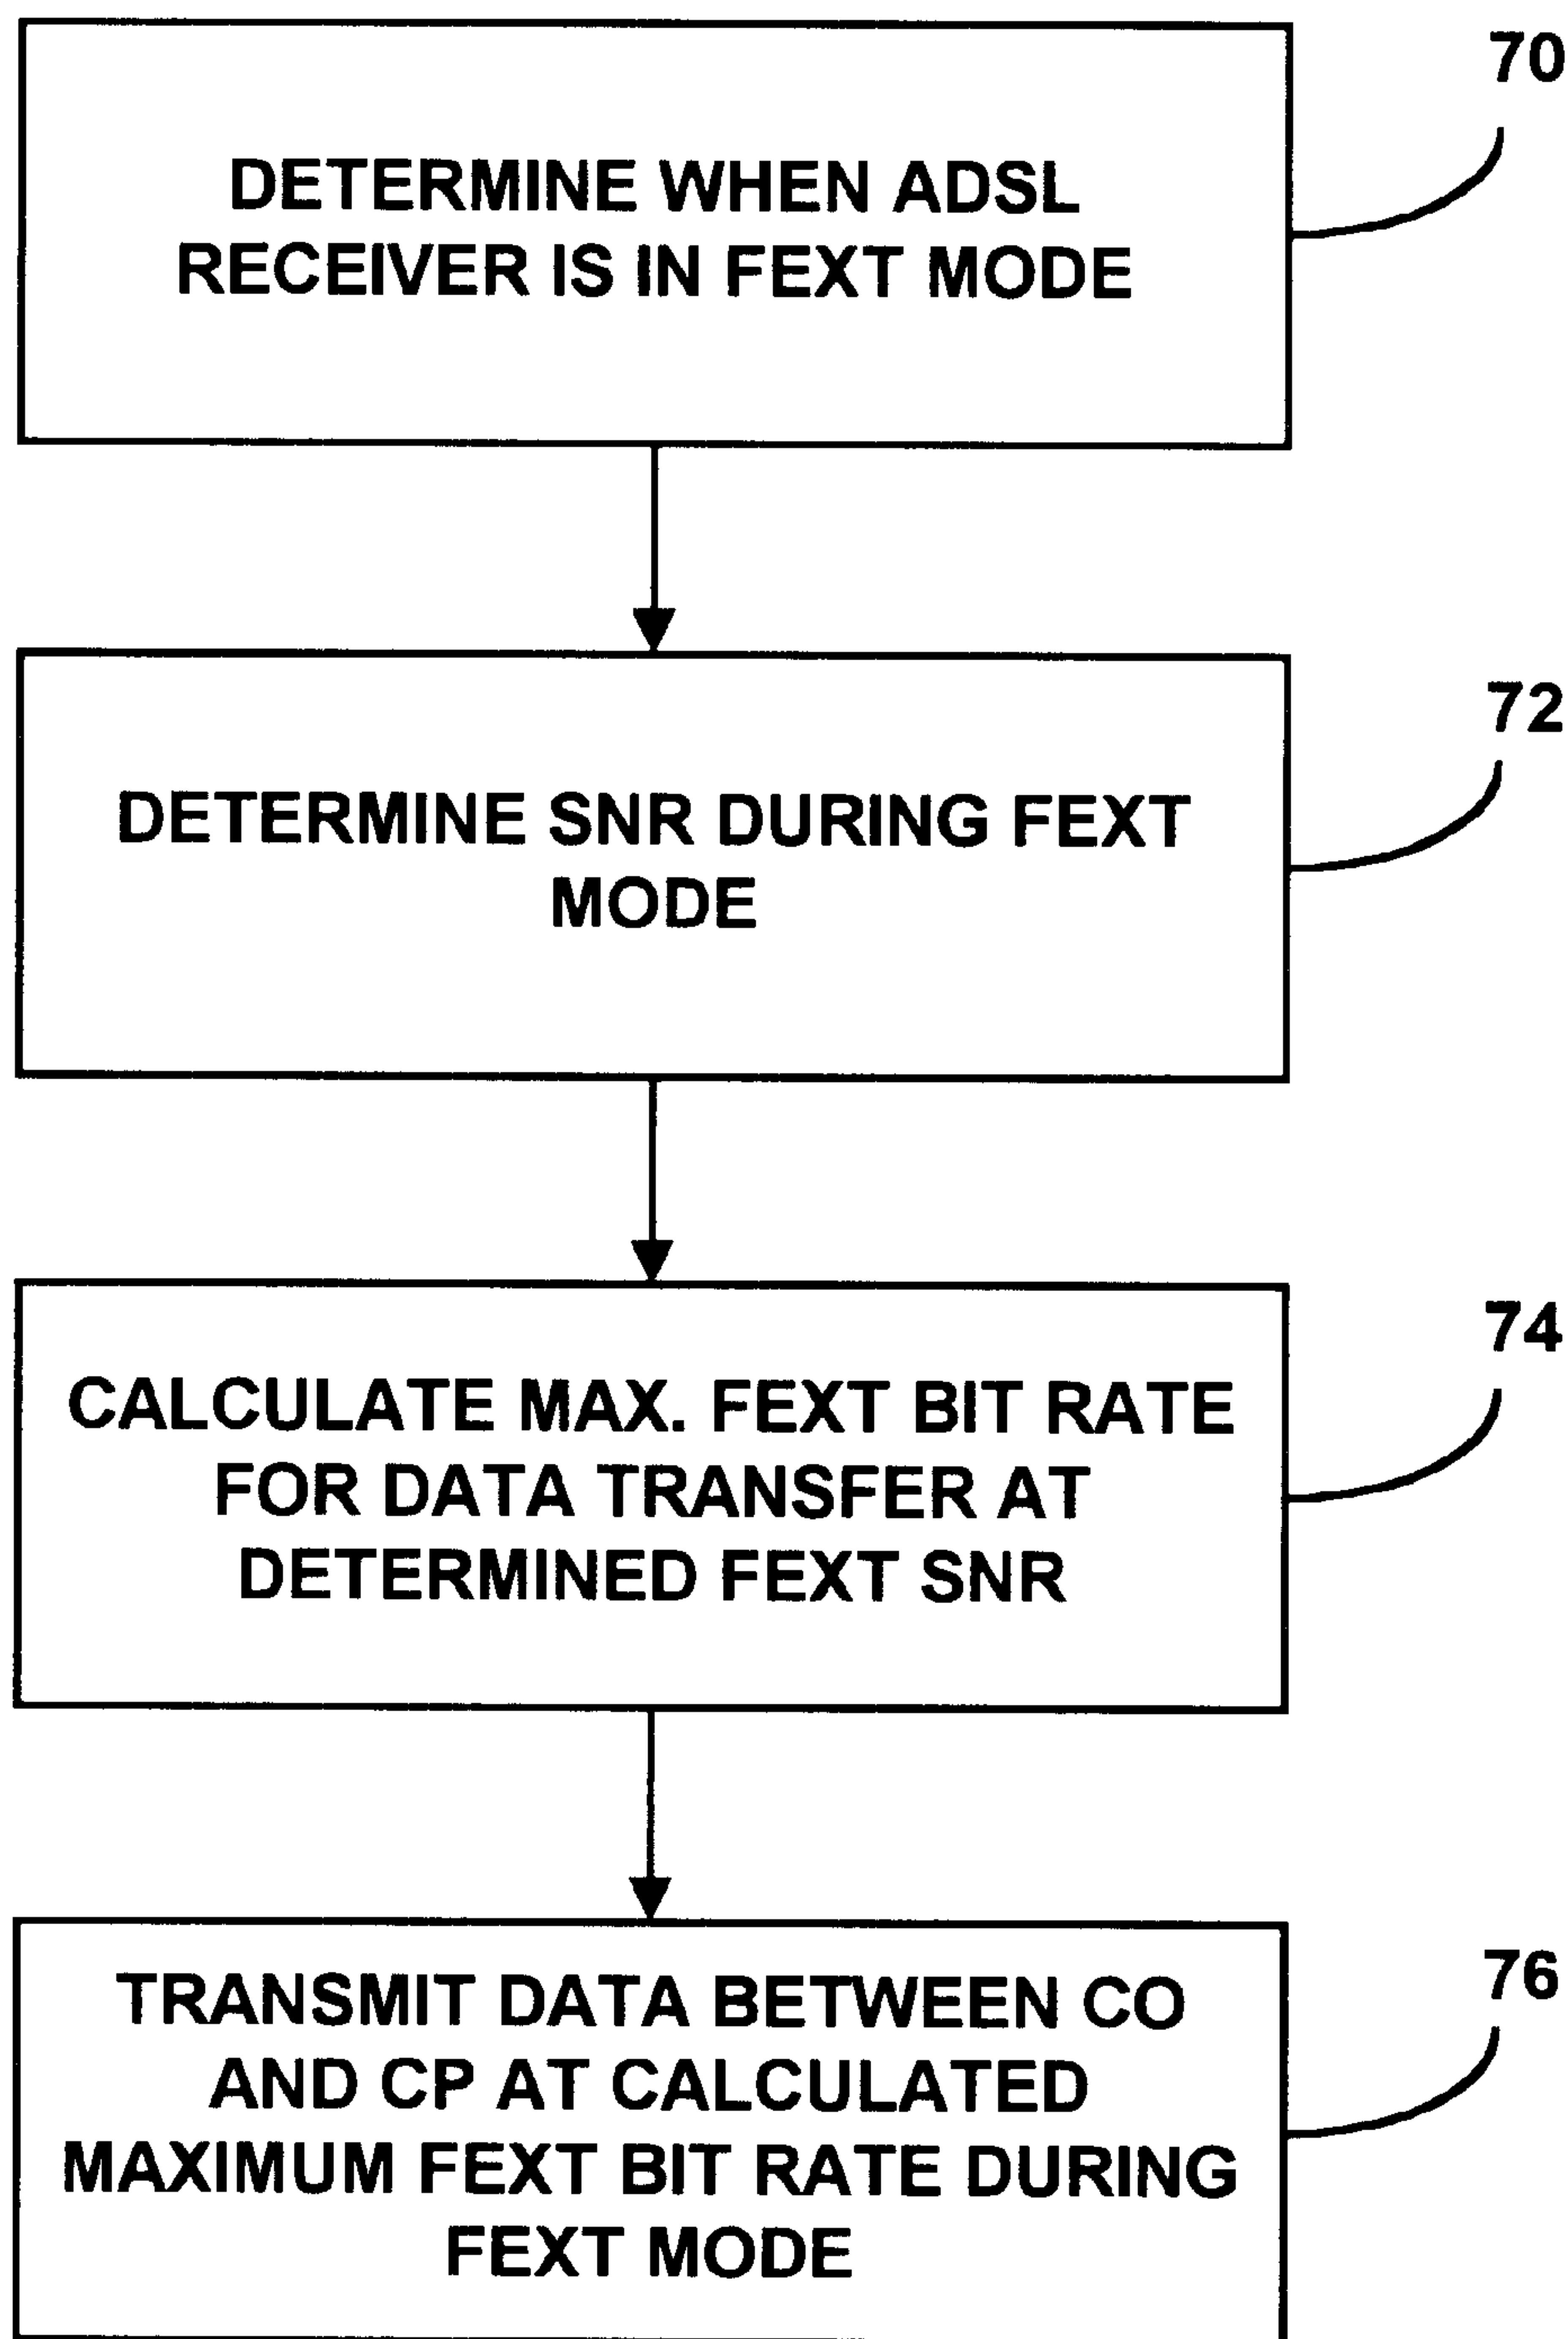 70
DETERMINE WHEN ADSL
RECEIVER IS IN FEXT MODE
72
DETERMINE SNR DURING FEXT
MODE
74
CALCULATE MAX. FEXT BIT RATE
FOR DATA TRANSFER AT
DETERMINED FEXT SNR
76
TRANSMIT DATA BETWEEN CO
AND CP AT CALCULATED
MAXIMUM FEXT BIT RATE DURING
FEXT MODE